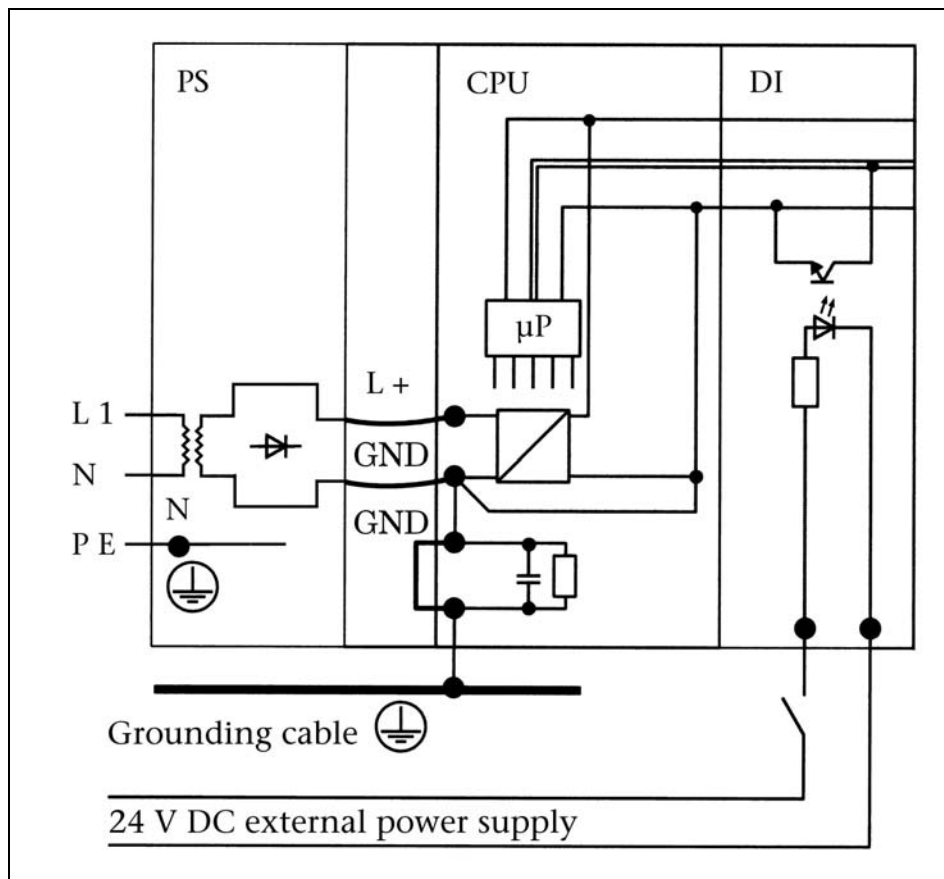 PS
CPU
DI
µP
L +
L 1
GND
N
N
GND
P E
Grounding cable
24 V DC external power supply